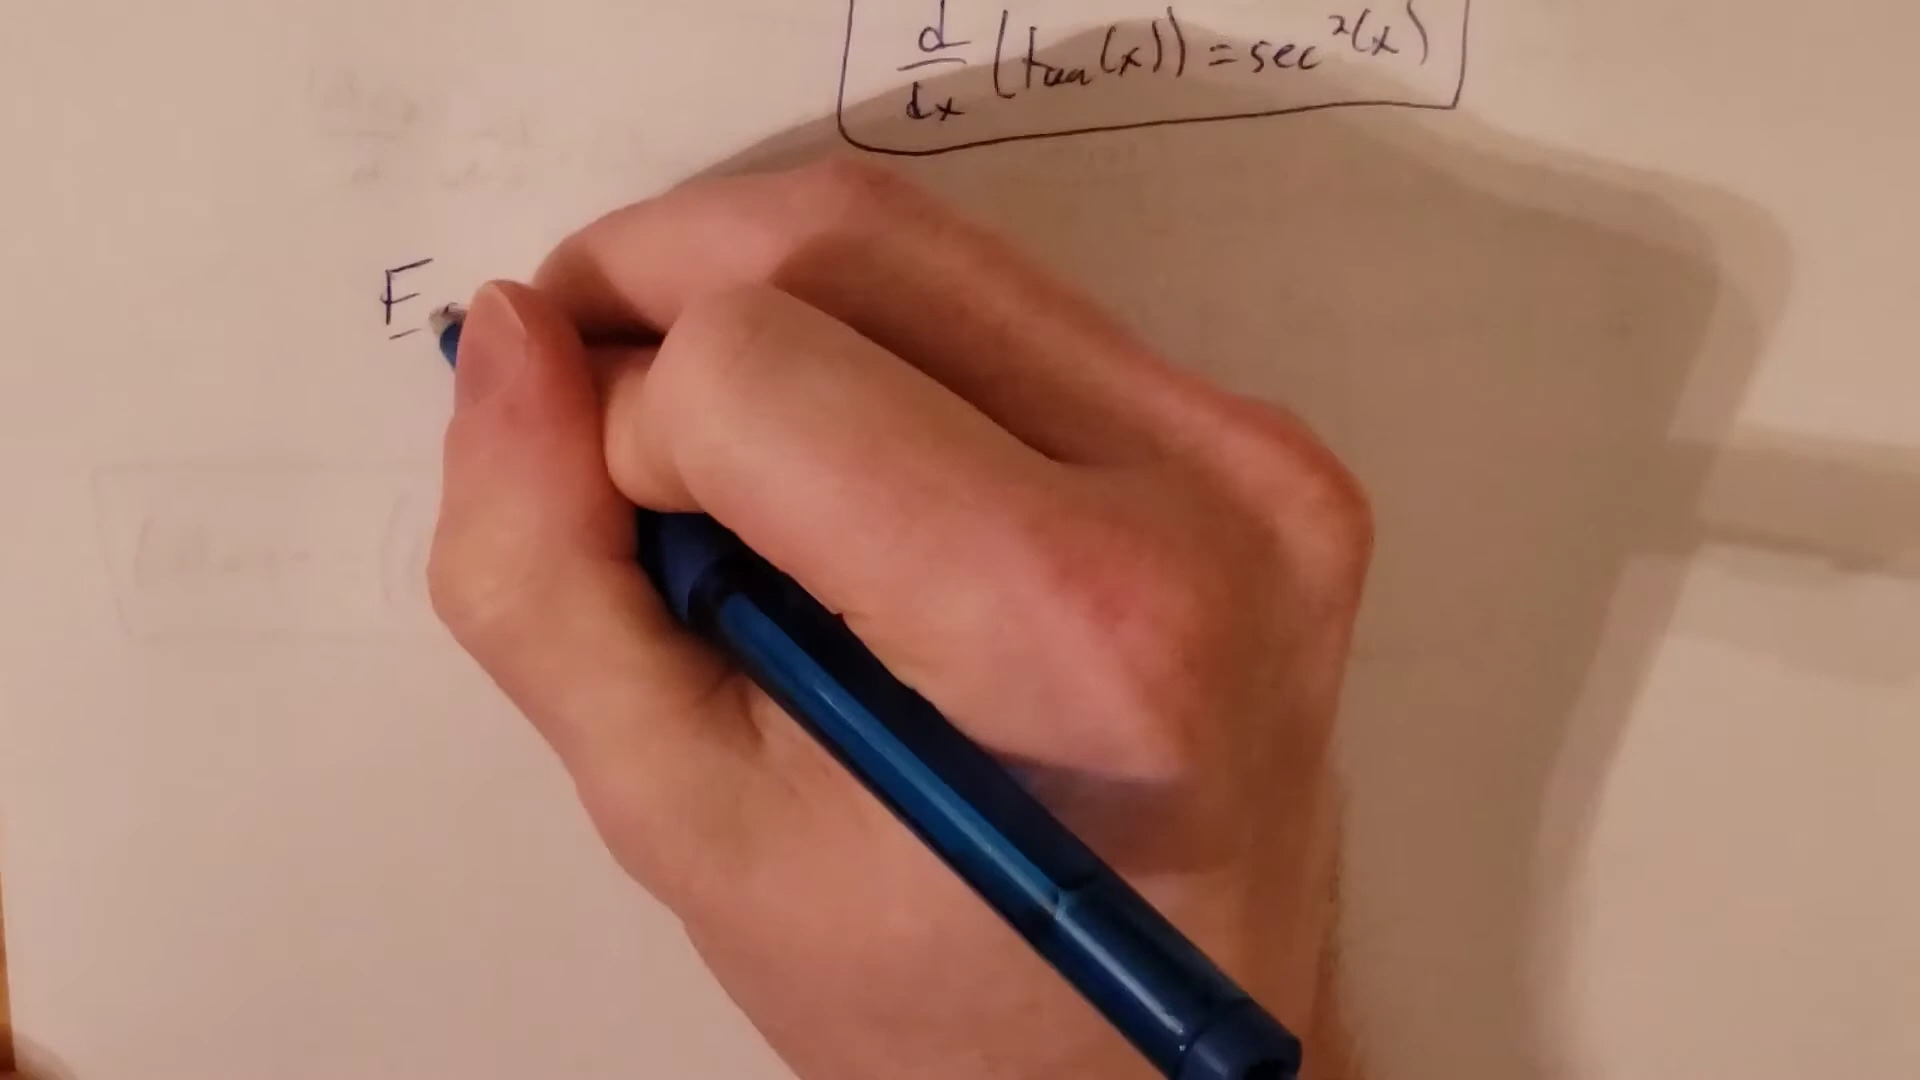 d/dx (tan(x)) = sec²(x)
E